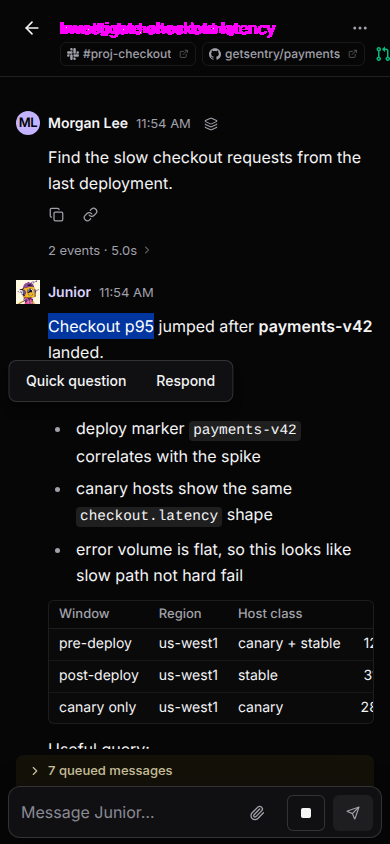 #proj-checkout
getsentry/payments
ML
Morgan Lee 11:54 AM
Find the slow checkout requests from the
last deployment.
2 events · 5.0s
Junior 11:54 AM
Checkout p95 jumped after payments-v42
landed.
Quick question Respond
deploy marker payments-v42
correlates with the spike
canary hosts show the same
checkout.latency shape
error volume is flat, so this looks like
slow path not hard fail
Window Region Host class
pre-deploy us-west1 canary + stable
post-deploy us-west1 stable
canary only us-west1 canary
Useful query:
7 queued messages
Message Junior...